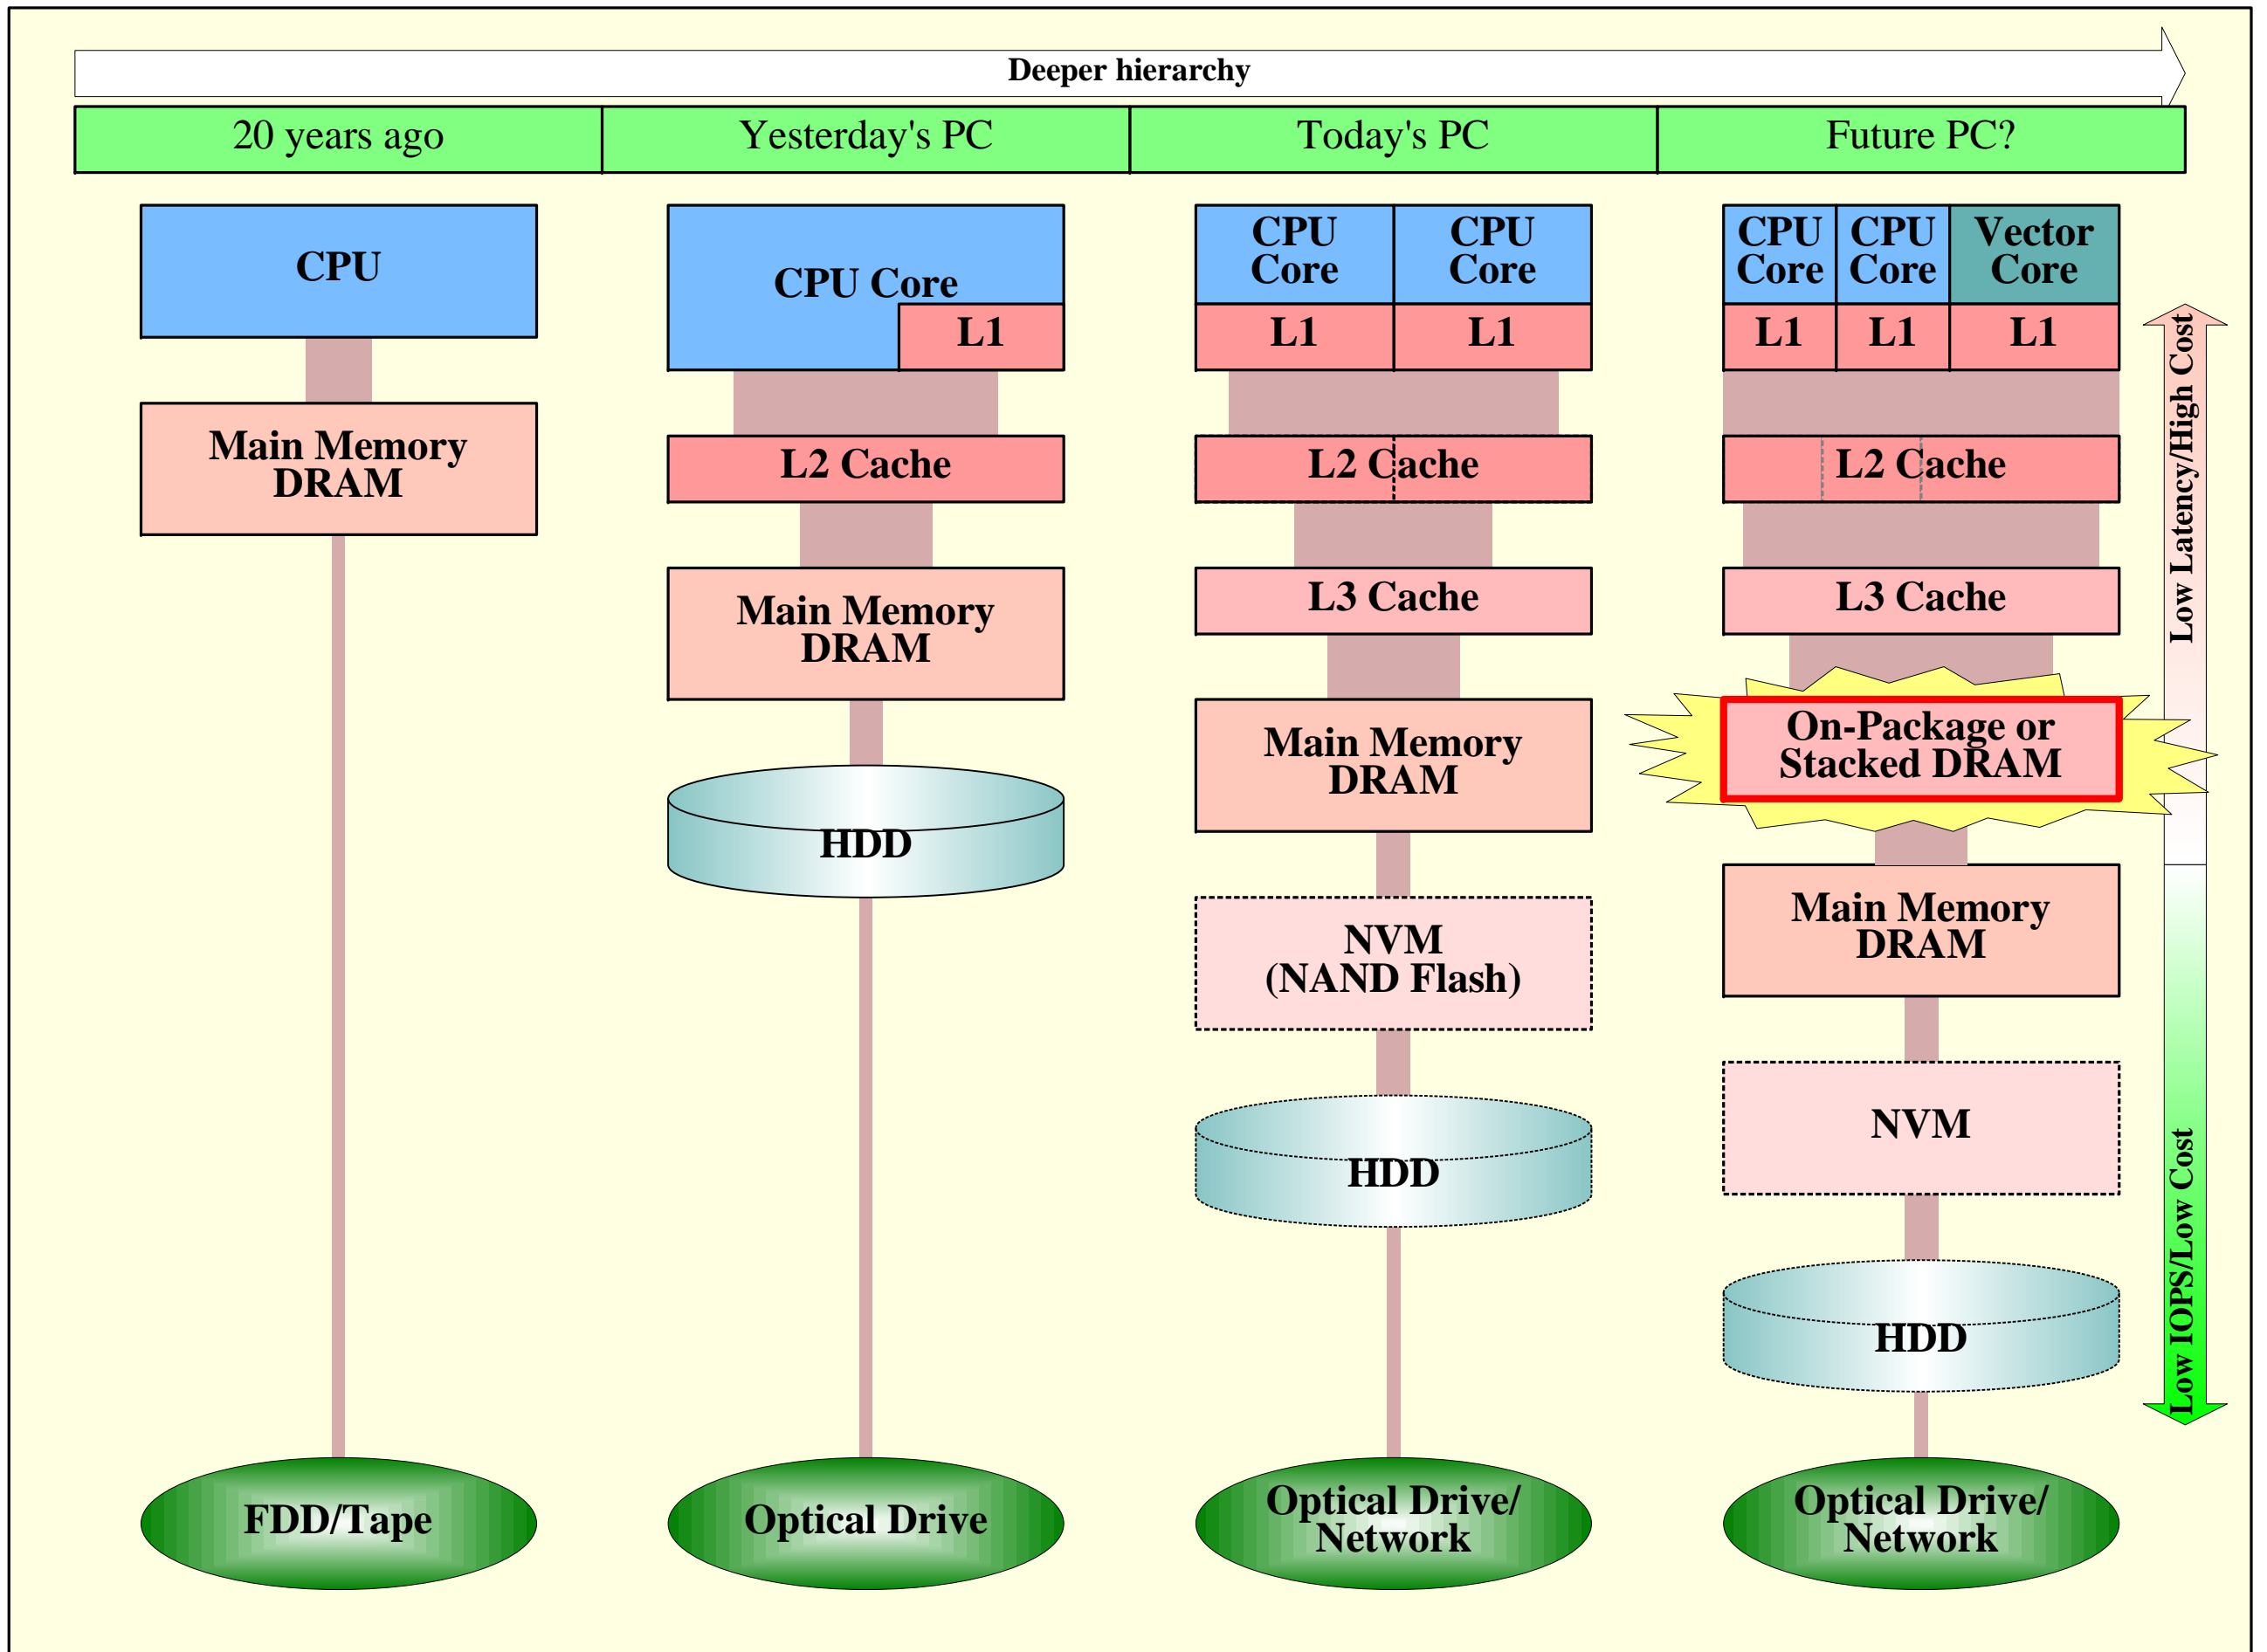 Deeper hierarchy
20 years ago
Yesterday's PC
Today's PC
Future PC?
CPU
Main Memory
DRAM
FDD/Tape
CPU Core
L1
L2 Cache
Main Memory
DRAM
HDD
Optical Drive
CPU
Core
CPU
Core
L1
L1
L2 Cache
L3 Cache
Main Memory
DRAM
NVM
(NAND Flash)
HDD
Optical Drive/
Network
CPU
Core
CPU
Core
Vector
Core
L1
L1
L1
L2 Cache
L3 Cache
On-Package or
Stacked DRAM
Main Memory
DRAM
NVM
HDD
Optical Drive/
Network
Low Latency/High Cost
Low IOPS/Low Cost